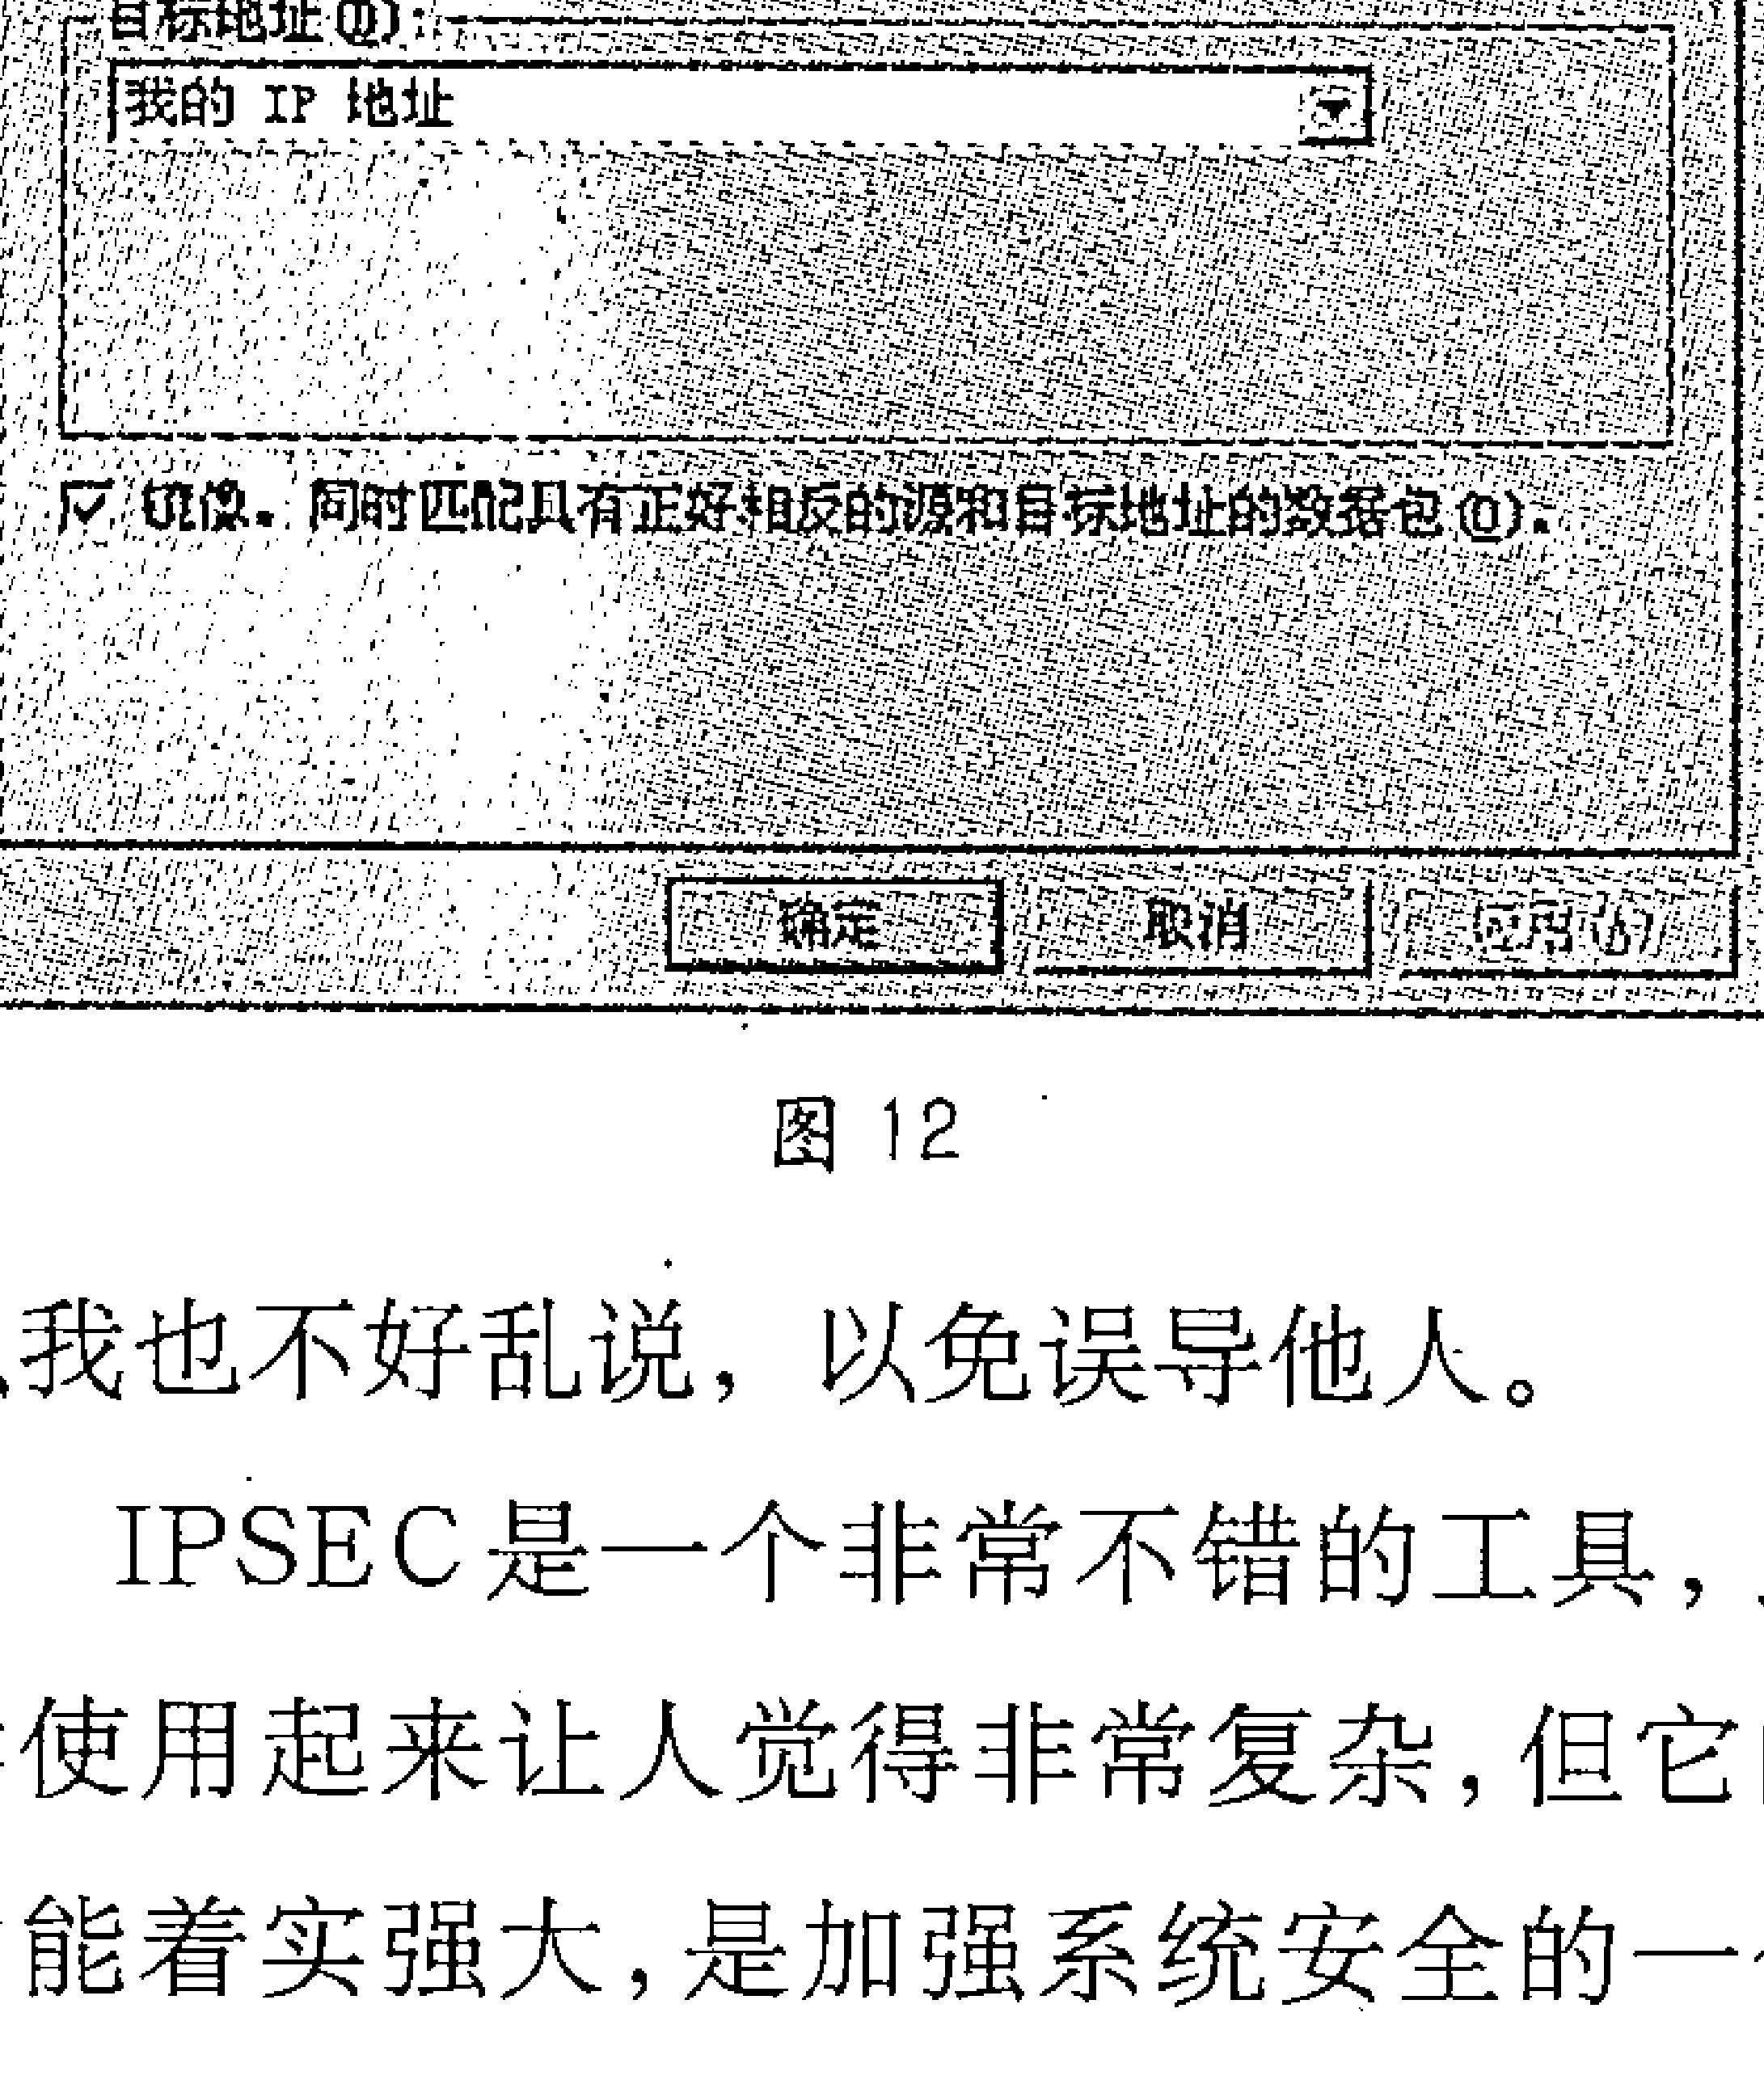 目标地址(D):
我的 IP 地址
镜像。同时匹配具有正好相反的源和目标地址的数据包(O)。
确定 取消 应用(A)
图 12
我也不好乱说，以免误导他人。
IPSEC是一个非常不错的工具，
使用起来让人觉得非常复杂，但它
能着实强大，是加强系统安全的一